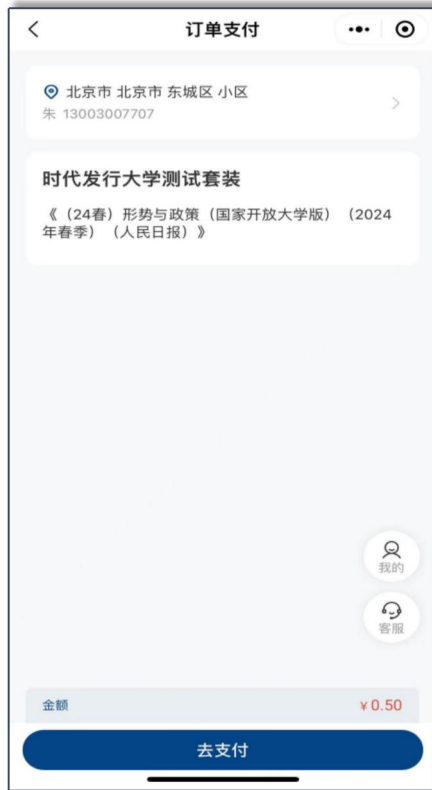 订单支付
北京市 北京市 东城区 小区
朱 13003007707
时代发行大学测试套装
《（24春）形势与政策（国家开放大学版）（2024
年春季）（人民日报）》
我的
客服
金额 ¥0.50
去支付